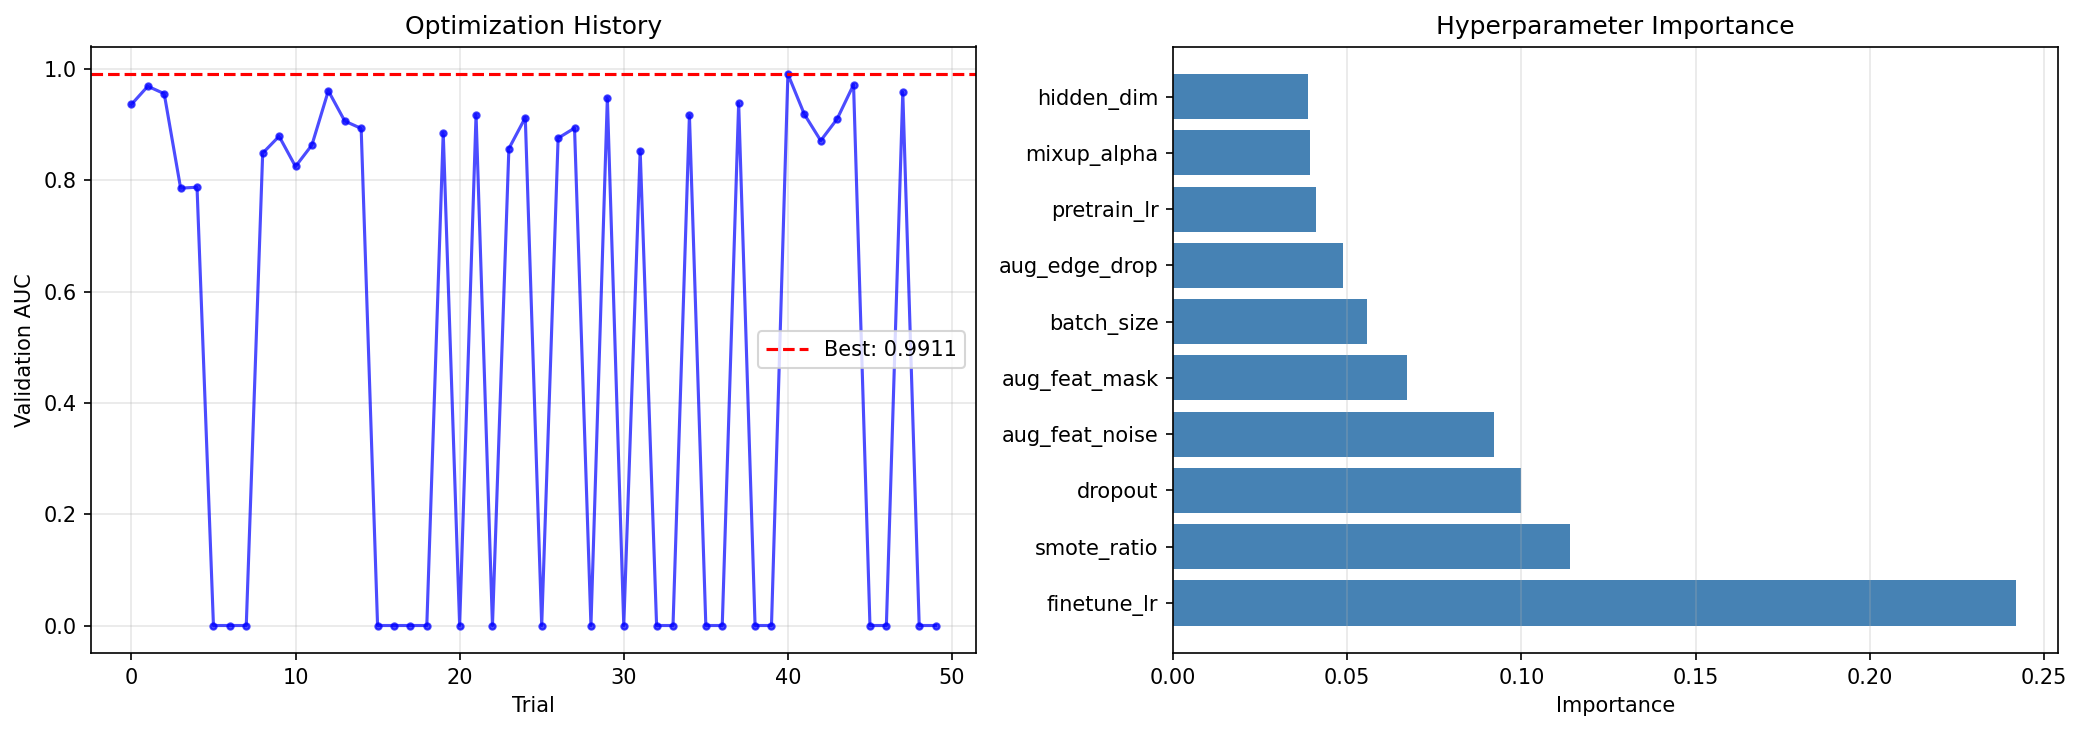 Optimization History
Validation AUC
1.0
0.8
0.6
0.4
0.2
0.0
Best: 0.9911
0 10 20 30 40 50
Trial
Hyperparameter Importance
hidden_dim
mixup_alpha
pretrain_lr
aug_edge_drop
batch_size
aug_feat_mask
aug_feat_noise
dropout
smote_ratio
finetune_lr
0.00 0.05 0.10 0.15 0.20 0.25
Importance